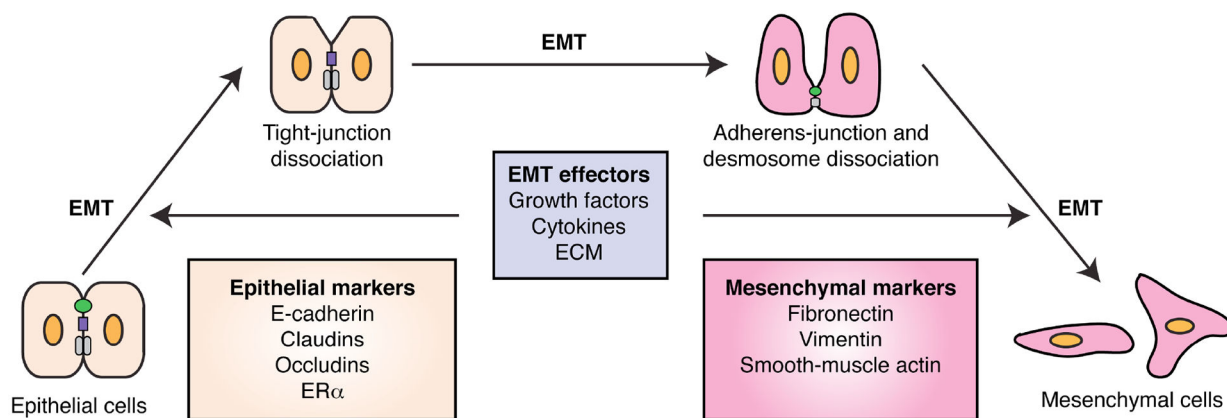 EMT
Tight-junction
dissociation
Adherens-junction and
desmosome dissociation
EMT effectors
Growth factors
Cytokines
ECM
EMT
EMT
Epithelial markers
E-cadherin
Claudins
Occludins
ERα
Mesenchymal markers
Fibronectin
Vimentin
Smooth-muscle actin
Epithelial cells
Mesenchymal cells